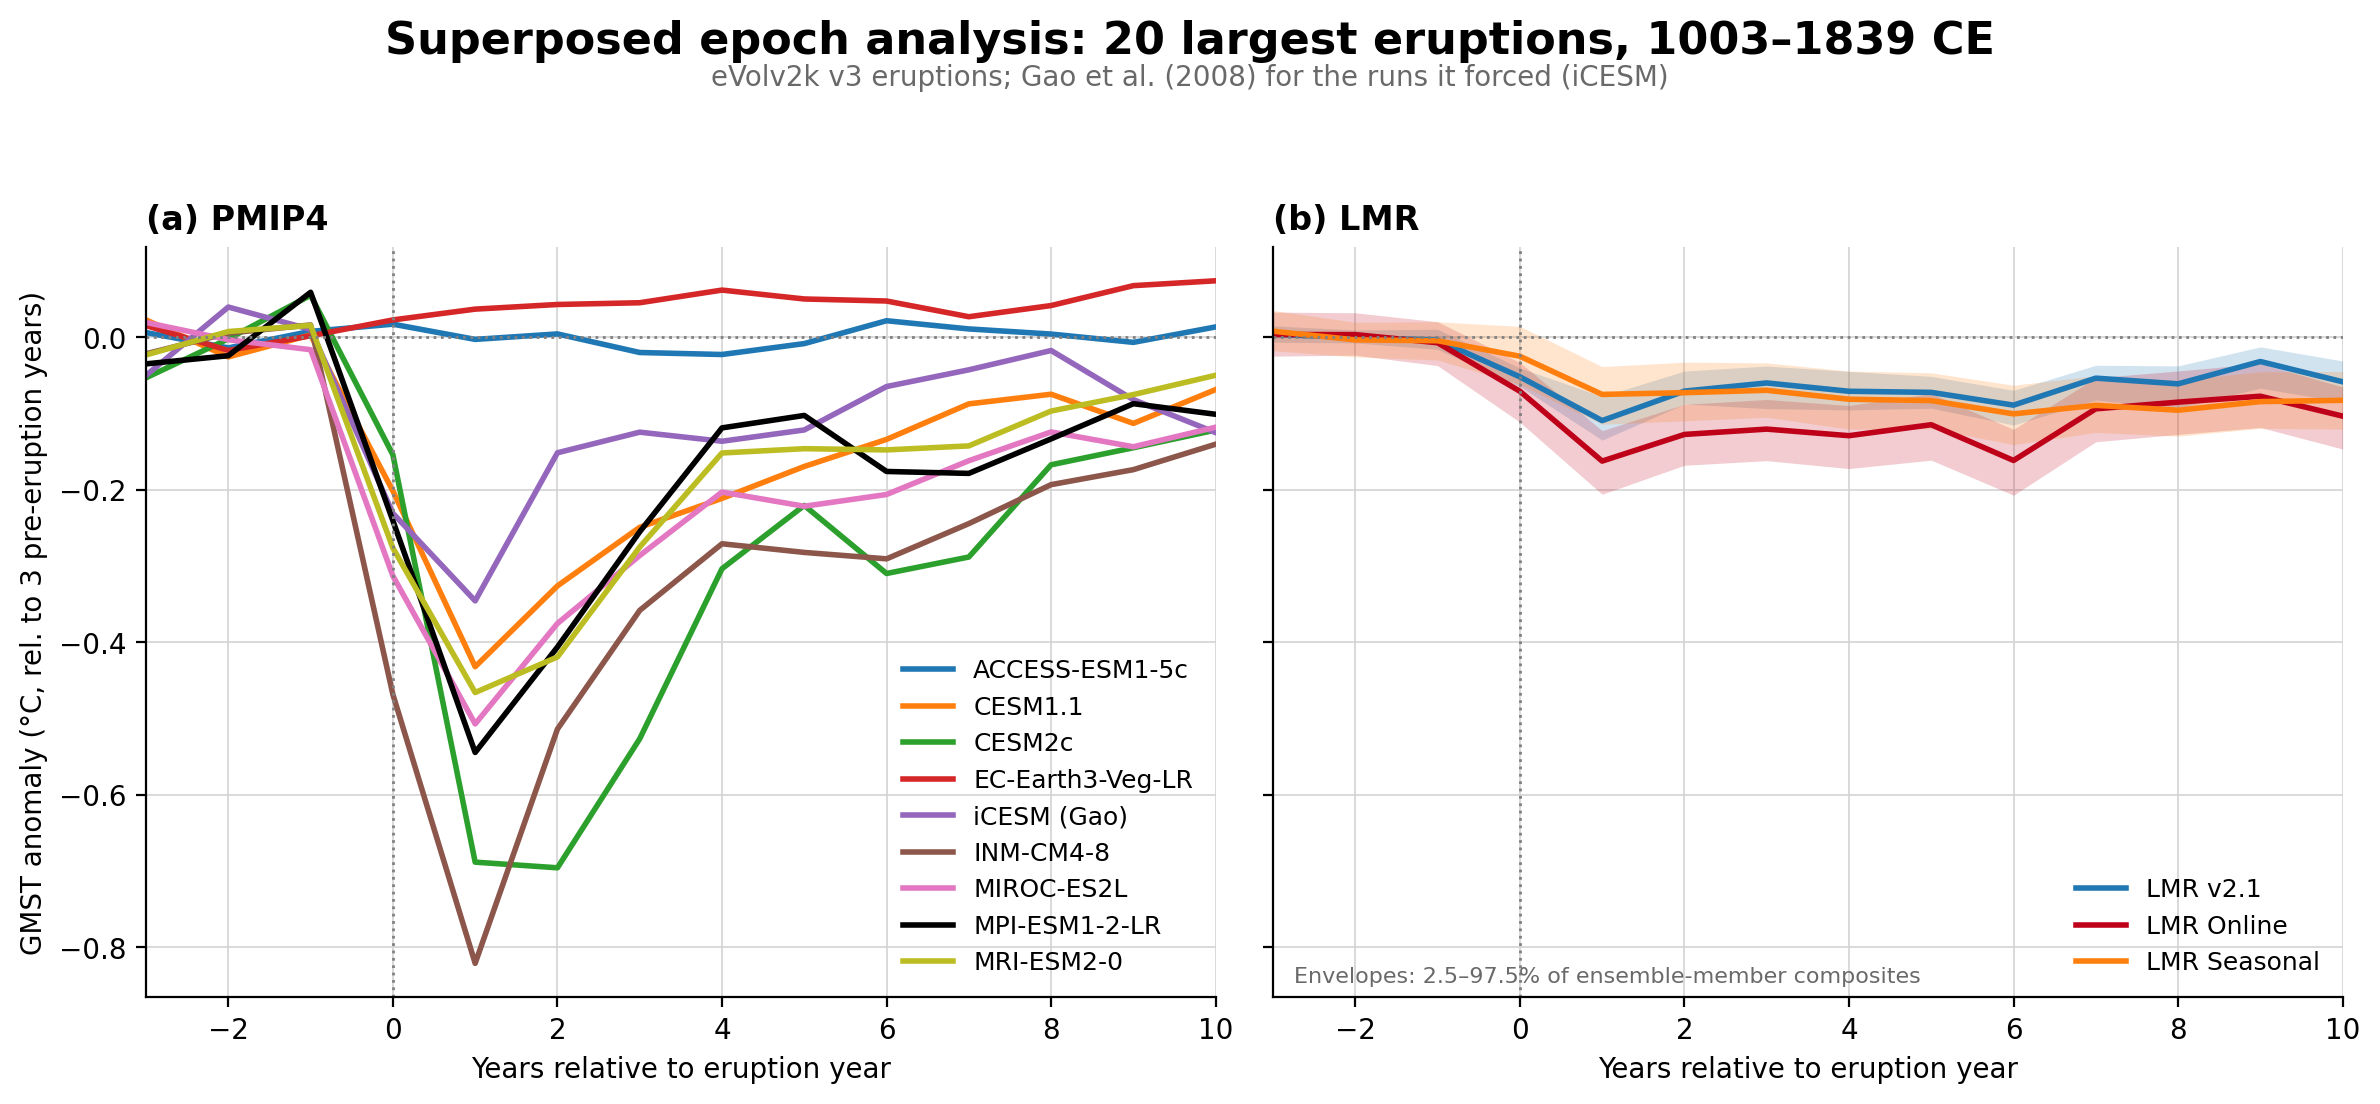 Superposed epoch analysis: 20 largest eruptions, 1003–1839 CE
eVolv2k v3 eruptions; Gao et al. (2008) for the runs it forced (iCESM)
(a) PMIP4
GMST anomaly (°C, rel. to 3 pre-eruption years)
0.0
−0.2
−0.4
−0.6
−0.8
ACCESS-ESM1-5c
CESM1.1
CESM2c
EC-Earth3-Veg-LR
iCESM (Gao)
INM-CM4-8
MIROC-ES2L
MPI-ESM1-2-LR
MRI-ESM2-0
−2 0 2 4 6 8 10
Years relative to eruption year
(b) LMR
LMR v2.1
LMR Online
LMR Seasonal
Envelopes: 2.5–97.5% of ensemble-member composites
−2 0 2 4 6 8 10
Years relative to eruption year